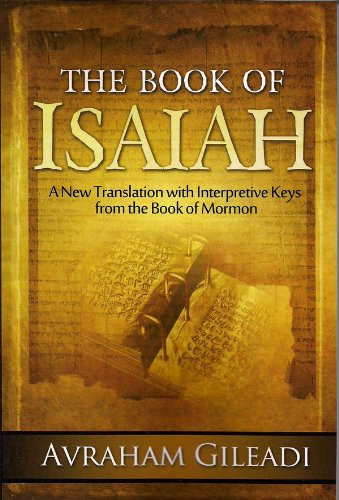 THE BOOK OF
ISAIAH
A New Translation with Interpretive Keys
from the Book of Mormon
AVRAHAM GILEADI